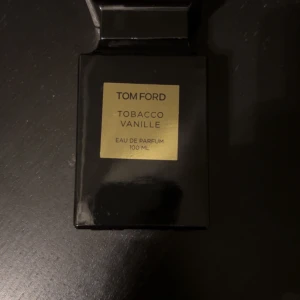 TOM FORD
TOBACCO
VANILLE
EAU DE PARFUM
100 ML